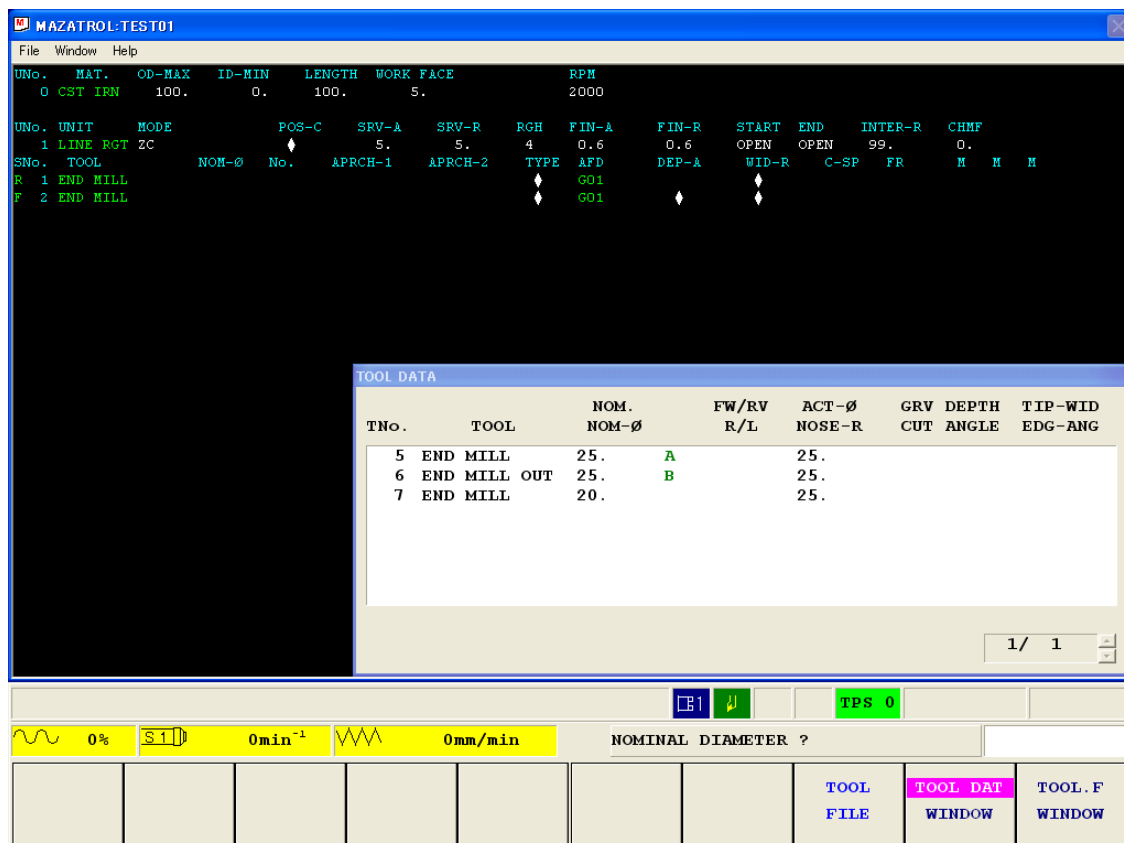 MAZATROL:TEST01
File Window Help
UNo. MAT. OD-MAX ID-MIN LENGTH WORK FACE RPM
0 CST IRN 100. 0. 100. 5. 2000
UNo. UNIT MODE POS-C SRV-A SRV-R RGH FIN-A FIN-R START END INTER-R CHMF
1 LINE RGT ZC ♦ 5. 5. 4 0.6 0.6 OPEN OPEN 99. 0.
SNo. TOOL NOM-Ø No. APRCH-1 APRCH-2 TYPE AFD DEP-A WID-R C-SP FR M M M
R 1 END MILL ♦ G01 ♦
F 2 END MILL ♦ G01 ♦ ♦
TOOL DATA
NOM. FW/RV ACT-Ø GRV DEPTH TIP-WID
TNo. TOOL NOM-Ø R/L NOSE-R CUT ANGLE EDG-ANG
5 END MILL 25. A 25.
6 END MILL OUT 25. B 25.
7 END MILL 20. 25.
1/ 1
1 TPS 0
0% S1 0min⁻¹ 0mm/min NOMINAL DIAMETER ?
TOOL TOOL DAT TOOL.F
FILE WINDOW WINDOW